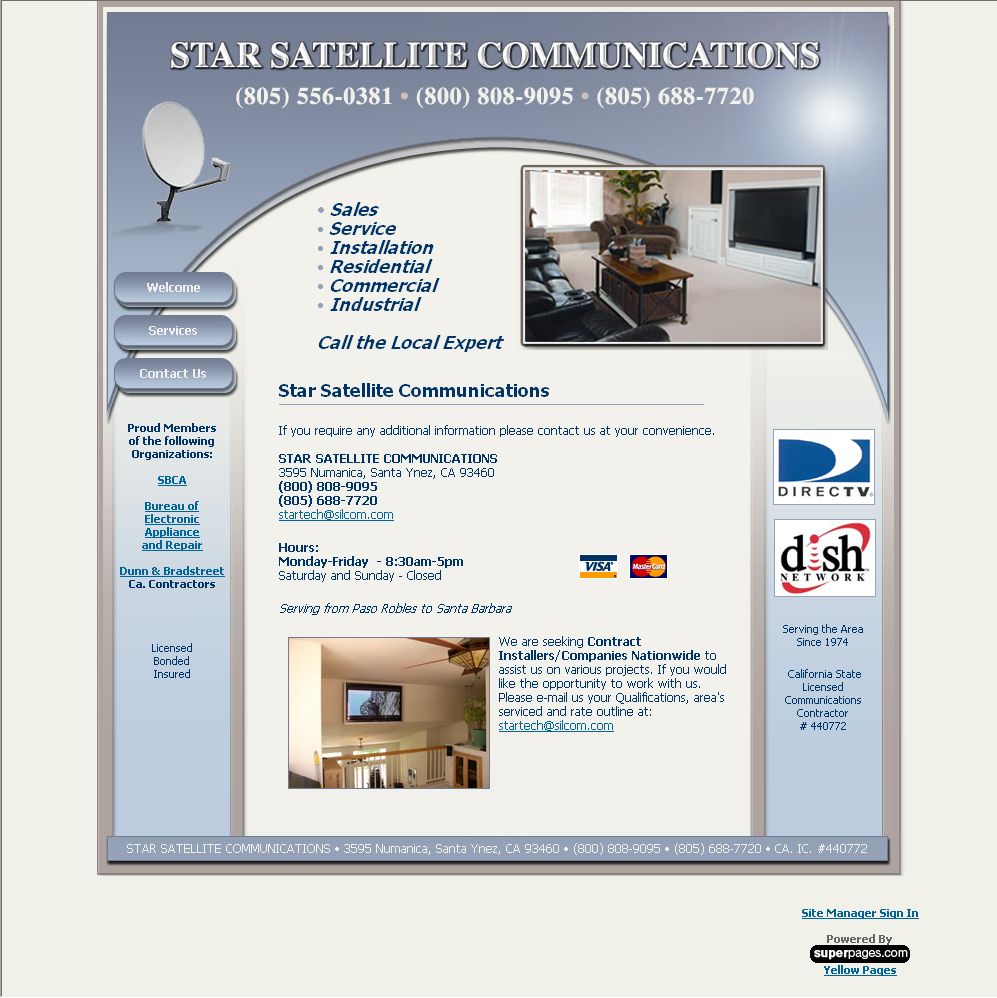 STAR SATELLITE COMMUNICATIONS
(805) 556-0381 • (800) 808-9095 • (805) 688-7720
• Sales
• Service
• Installation
• Residential
• Commercial
• Industrial
Call the Local Expert
Welcome
Services
Contact Us
Proud Members
of the following
Organizations:
SBCA
Bureau of
Electronic
Appliance
and Repair
Dunn & Bradstreet
Ca. Contractors
Licensed
Bonded
Insured
Star Satellite Communications
If you require any additional information please contact us at your convenience.
STAR SATELLITE COMMUNICATIONS
3595 Numanica, Santa Ynez, CA 93460
(800) 808-9095
(805) 688-7720
startech@silcom.com
Hours:
Monday-Friday - 8:30am-5pm
Saturday and Sunday - Closed
VISA MasterCard
Serving from Paso Robles to Santa Barbara
We are seeking Contract
Installers/Companies Nationwide to
assist us on various projects. If you would
like the opportunity to work with us.
Please e-mail us your Qualifications, area's
serviced and rate outline at:
startech@silcom.com
DIRECTV
dish
NETWORK
Serving the Area
Since 1974
California State
Licensed
Communications
Contractor
# 440772
STAR SATELLITE COMMUNICATIONS • 3595 Numanica, Santa Ynez, CA 93460 • (800) 808-9095 • (805) 688-7720 • CA. IC. #440772
Site Manager Sign In
Powered By
superpages.com
Yellow Pages